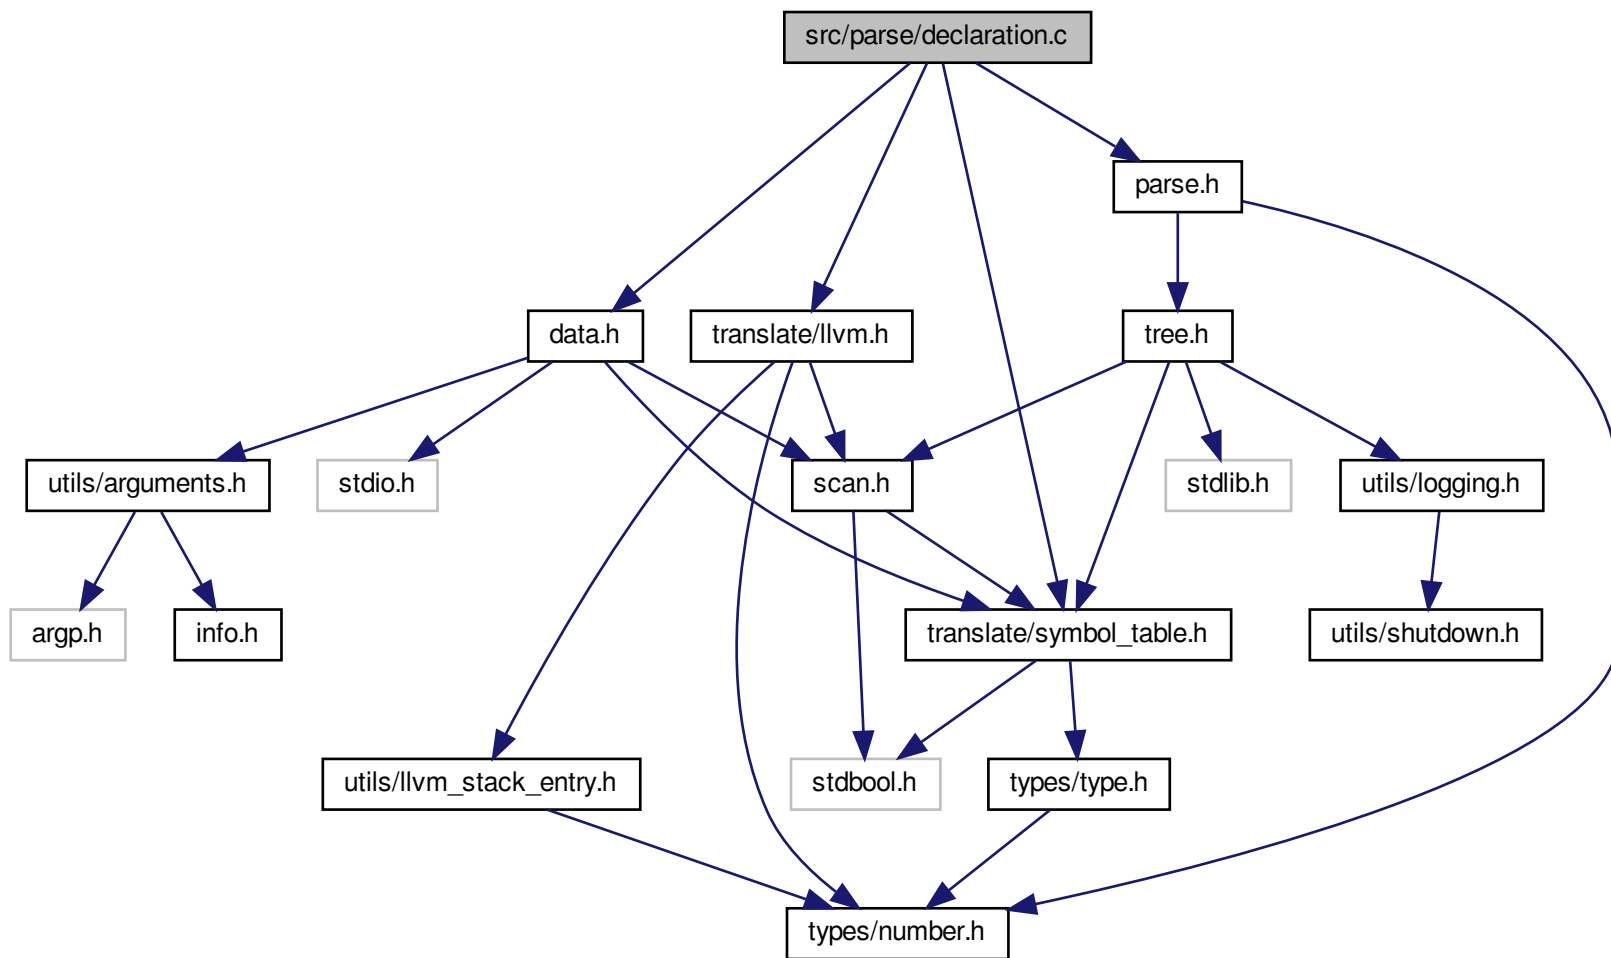 src/parse/declaration.c
parse.h
data.h
translate/llvm.h
tree.h
utils/arguments.h
stdio.h
scan.h
stdlib.h
utils/logging.h
argp.h
info.h
translate/symbol_table.h
utils/shutdown.h
utils/llvm_stack_entry.h
stdbool.h
types/type.h
types/number.h